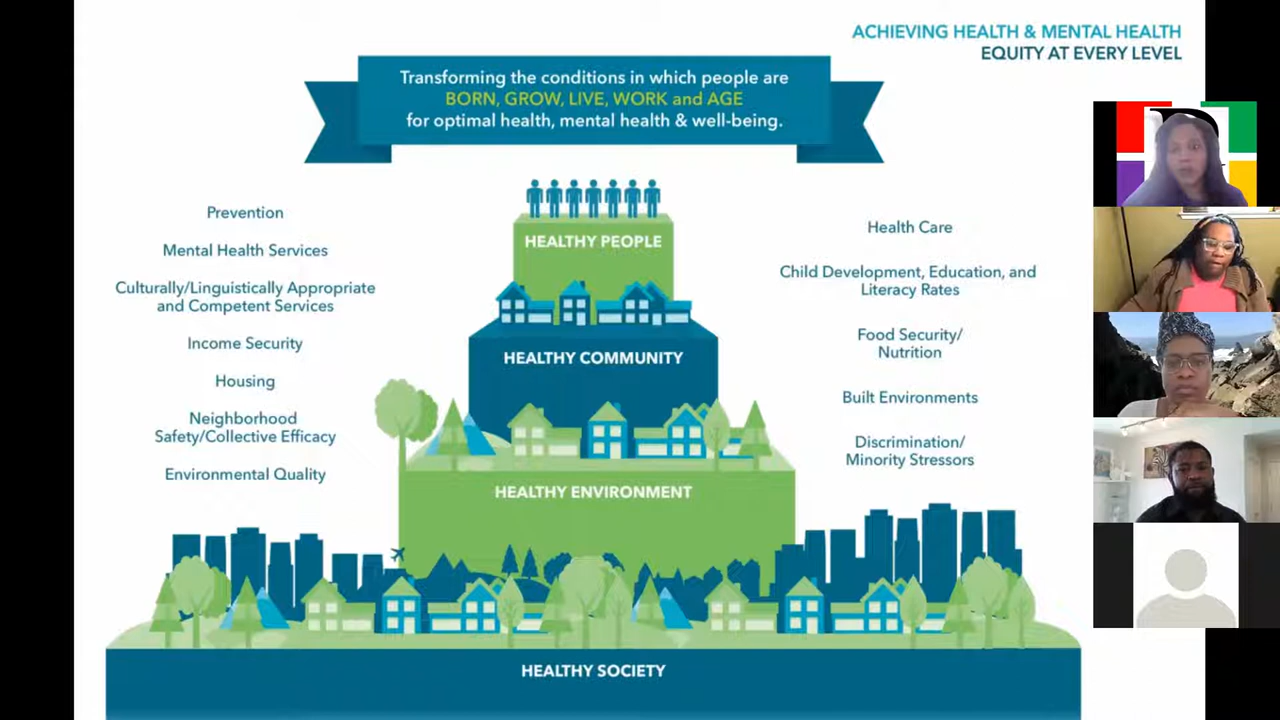 ACHIEVING HEALTH & MENTAL HEALTH
EQUITY AT EVERY LEVEL
Transforming the conditions in which people are
BORN, GROW, LIVE, WORK and AGE
for optimal health, mental health & well-being.
Prevention
Mental Health Services
Culturally/Linguistically Appropriate
and Competent Services
Income Security
Housing
Neighborhood
Safety/Collective Efficacy
Environmental Quality
HEALTHY PEOPLE
HEALTHY COMMUNITY
HEALTHY ENVIRONMENT
HEALTHY SOCIETY
Health Care
Child Development, Education, and
Literacy Rates
Food Security/
Nutrition
Built Environments
Discrimination/
Minority Stressors